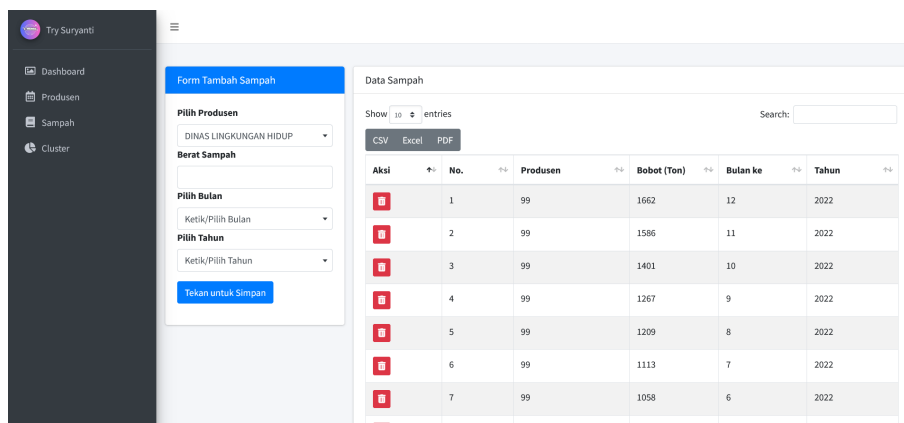 Try Suryanti
Dashboard
Produsen
Sampah
Cluster
Form Tambah Sampah
Pilih Produsen
DINAS LINGKUNGAN HIDUP
Berat Sampah
Pilih Bulan
Ketik/Pilih Bulan
Pilih Tahun
Ketik/Pilih Tahun
Tekan untuk Simpan
Data Sampah
Show 10 entries
Search:
CSV Excel PDF
Aksi No. Produsen Bobot (Ton) Bulan ke Tahun
1 99 1662 12 2022
2 99 1586 11 2022
3 99 1401 10 2022
4 99 1267 9 2022
5 99 1209 8 2022
6 99 1113 7 2022
7 99 1058 6 2022